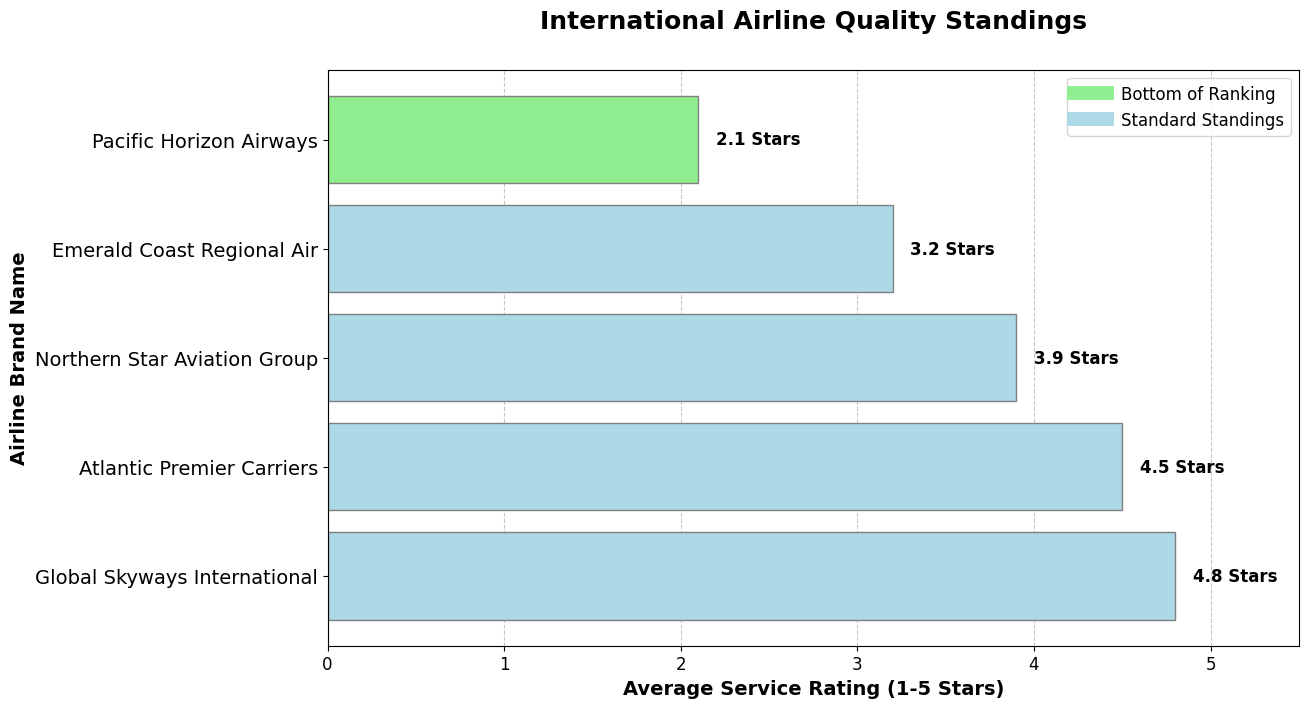 International Airline Quality Standings
Bottom of Ranking
Standard Standings
Airline Brand Name
Pacific Horizon Airways
2.1 Stars
Emerald Coast Regional Air
3.2 Stars
Northern Star Aviation Group
3.9 Stars
Atlantic Premier Carriers
4.5 Stars
Global Skyways International
4.8 Stars
0 1 2 3 4 5
Average Service Rating (1-5 Stars)